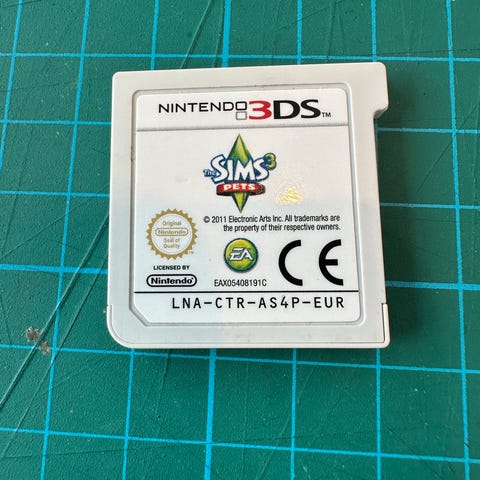 NINTENDO 3DS™
The SIMS 3
PETS
© 2011 Electronic Arts Inc. All trademarks are
the property of their respective owners.
Original
Nintendo
Seal of
Quality
LICENSED BY
Nintendo®
EA
EAX05408191C
CE
LNA-CTR-AS4P-EUR